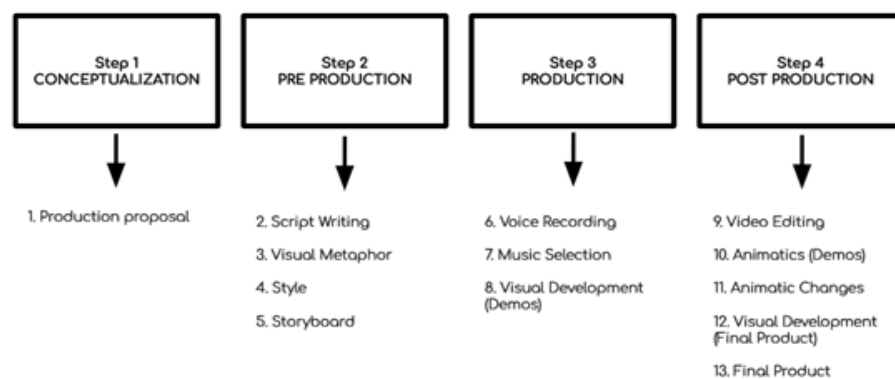 Step 1
CONCEPTUALIZATION
1. Production proposal
Step 2
PRE PRODUCTION
2. Script Writing
3. Visual Metaphor
4. Style
5. Storyboard
Step 3
PRODUCTION
6. Voice Recording
7. Music Selection
8. Visual Development
(Demos)
Step 4
POST PRODUCTION
9. Video Editing
10. Animatics (Demos)
11. Animatic Changes
12. Visual Development
(Final Product)
13. Final Product